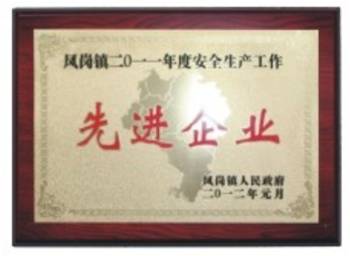 凤岗镇二〇一一年度安全生产工作
先进企业
凤岗镇人民政府
二〇一二年元月